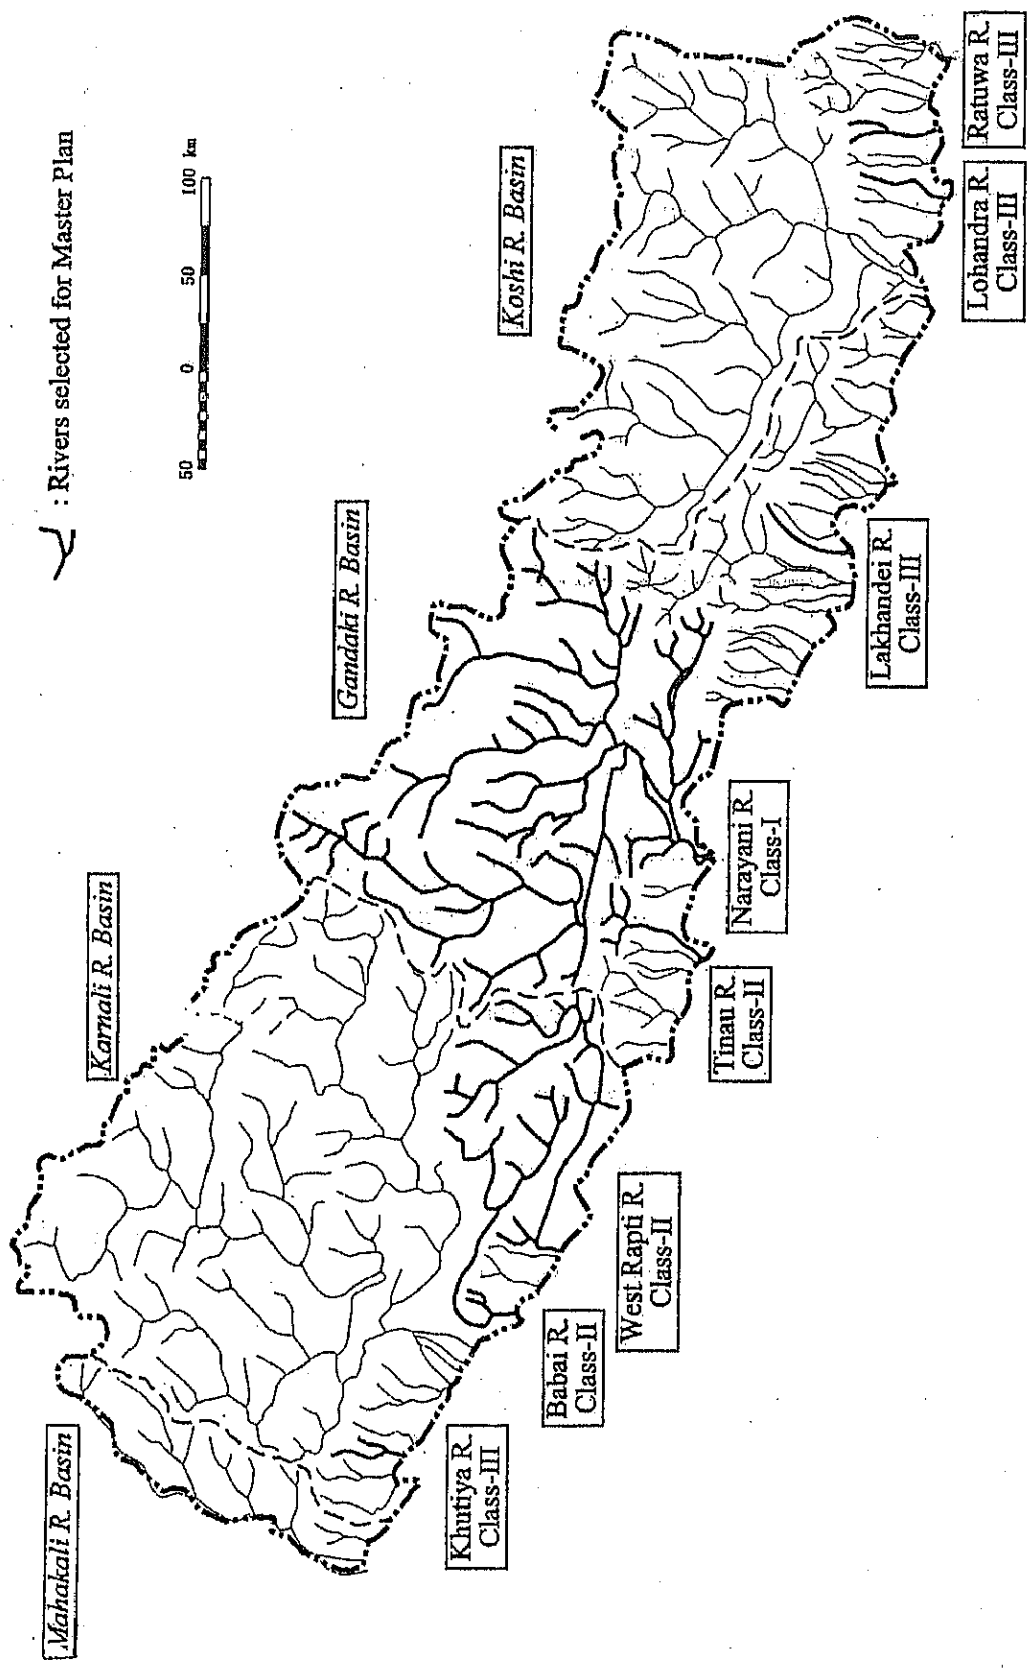 : Rivers selected for Master Plan
50 0 50 100 km
Mahakali R. Basin
Karnali R. Basin
Gandaki R. Basin
Koshi R. Basin
Khutiya R.
Class-III
Babai R.
Class-II
West Rapti R.
Class-II
Tinau R.
Class-II
Narayani R.
Class-I
Lakhandei R.
Class-III
Lohandra R.
Class-III
Ratuwa R.
Class-III